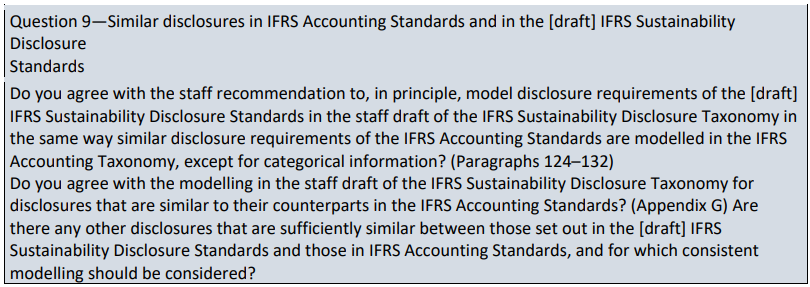 Question 9—Similar disclosures in IFRS Accounting Standards and in the [draft] IFRS Sustainability
Disclosure
Standards
Do you agree with the staff recommendation to, in principle, model disclosure requirements of the [draft]
IFRS Sustainability Disclosure Standards in the staff draft of the IFRS Sustainability Disclosure Taxonomy in
the same way similar disclosure requirements of the IFRS Accounting Standards are modelled in the IFRS
Accounting Taxonomy, except for categorical information? (Paragraphs 124–132)
Do you agree with the modelling in the staff draft of the IFRS Sustainability Disclosure Taxonomy for
disclosures that are similar to their counterparts in the IFRS Accounting Standards? (Appendix G) Are
there any other disclosures that are sufficiently similar between those set out in the [draft] IFRS
Sustainability Disclosure Standards and those in IFRS Accounting Standards, and for which consistent
modelling should be considered?